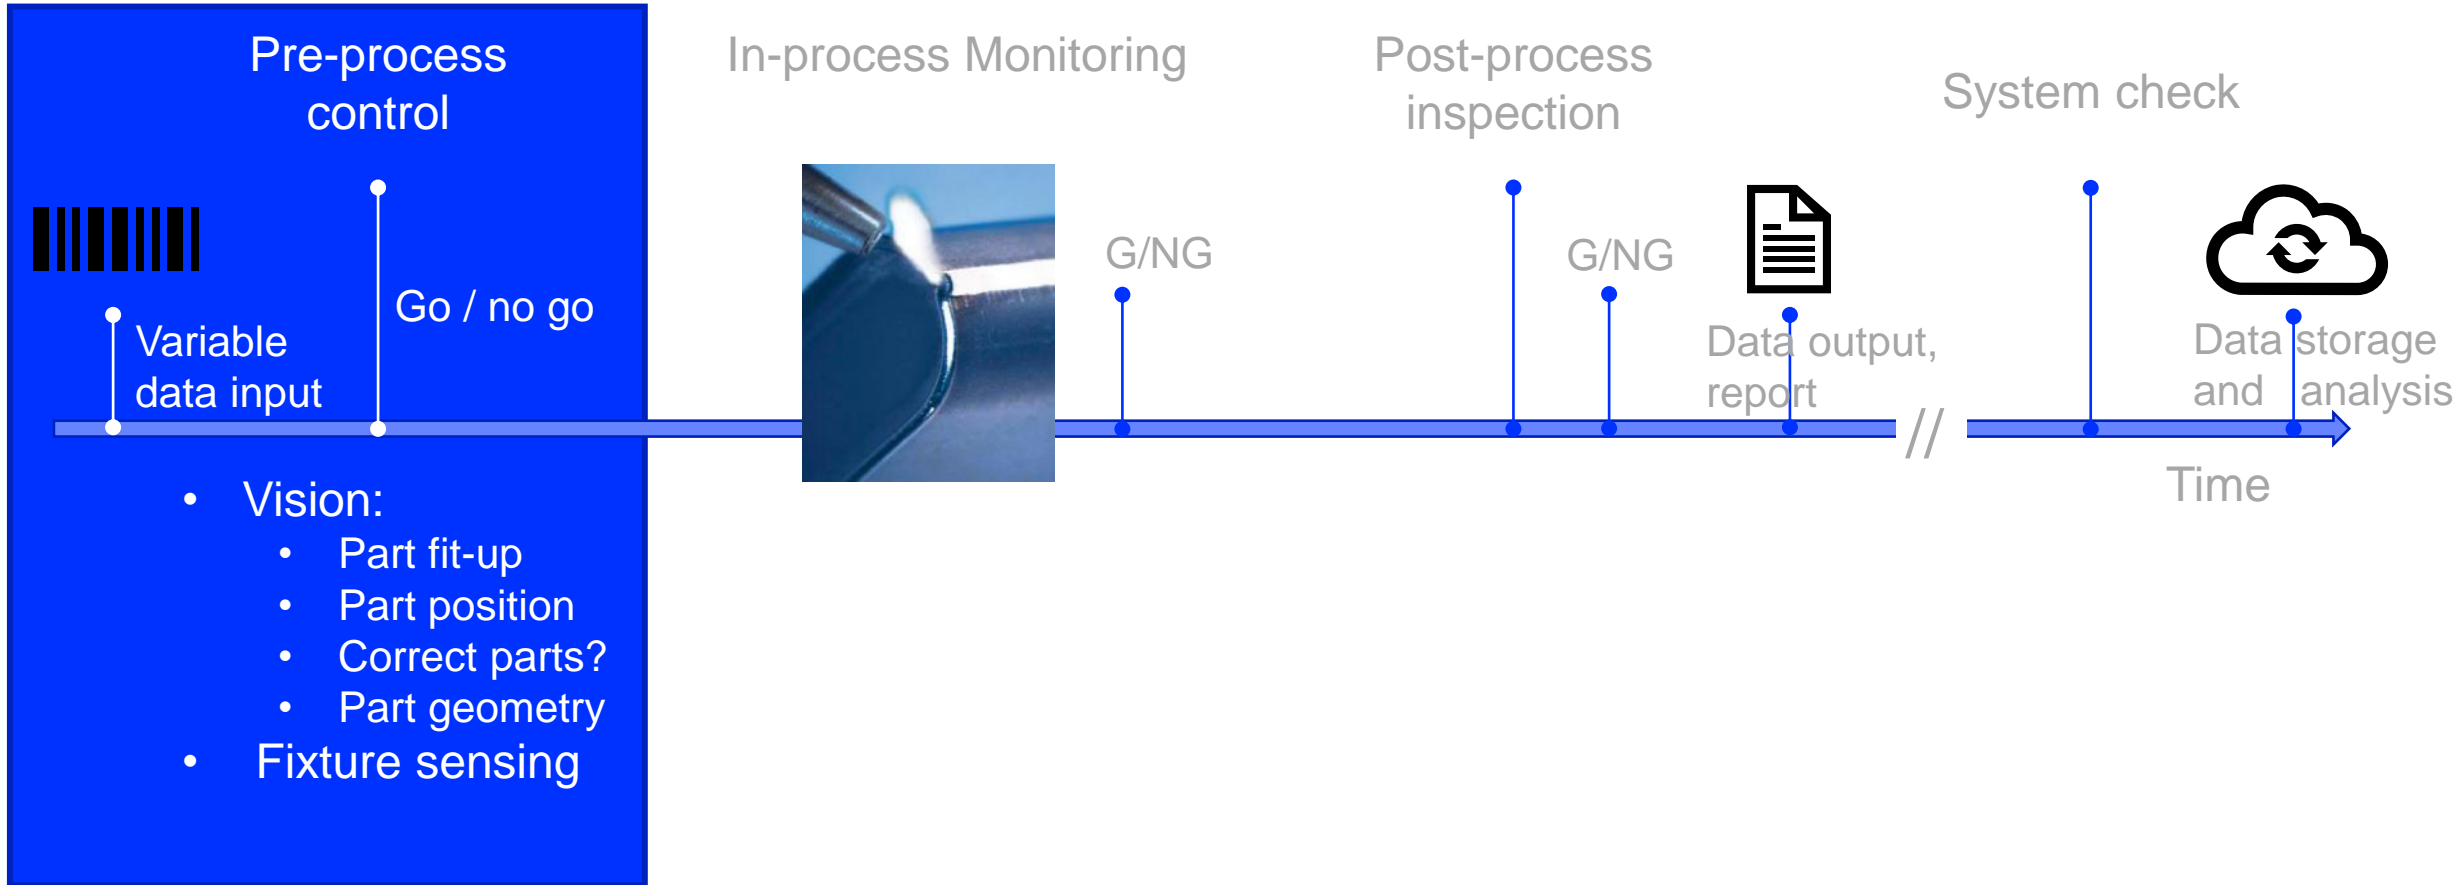 Pre-process
control
In-process Monitoring
Post-process
inspection
System check
Variable
data input
Go / no go
G/NG
G/NG
Data output,
report
Data storage
and analysis
//
Time
• Vision:
• Part fit-up
• Part position
• Correct parts?
• Part geometry
• Fixture sensing